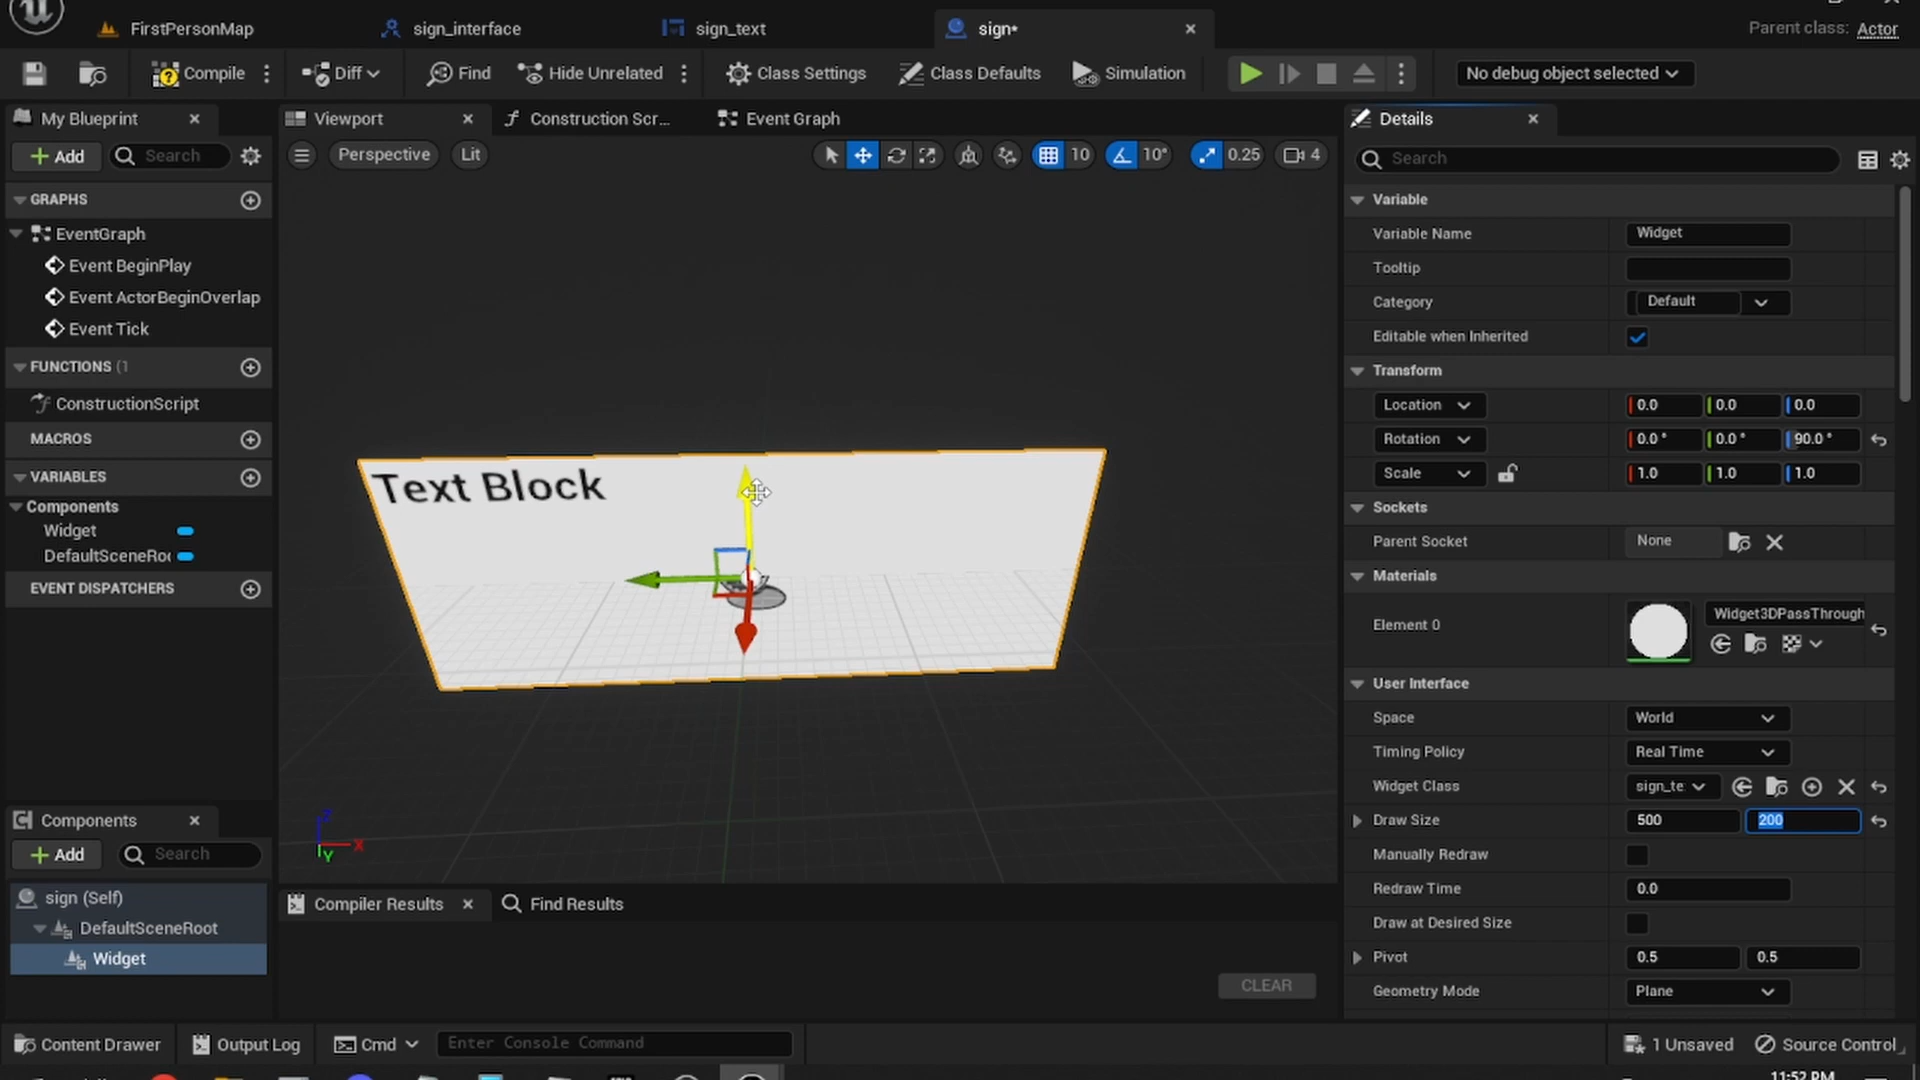 FirstPersonMap
sign_interface
sign_text
sign*
Parent class: Actor
Compile
Diff
Find
Hide Unrelated
Class Settings
Class Defaults
Simulation
No debug object selected
My Blueprint
Viewport
Construction Scr...
Event Graph
Details
Add
Search
Perspective
Lit
10
10°
0.25
4
Search
GRAPHS
EventGraph
Event BeginPlay
Event ActorBeginOverlap
Event Tick
FUNCTIONS (1
ConstructionScript
MACROS
VARIABLES
Components
Widget
DefaultSceneRo
EVENT DISPATCHERS
Text Block
Z
X
Y
Variable
Variable Name
Widget
Tooltip
Category
Default
Editable when Inherited
Transform
Location
0.0
0.0
0.0
Rotation
0.0 °
0.0 °
90.0 °
Scale
1.0
1.0
1.0
Sockets
Parent Socket
None
Materials
Element 0
Widget3DPassThrough
User Interface
Space
World
Timing Policy
Real Time
Widget Class
sign_te
Draw Size
500
200
Manually Redraw
Redraw Time
0.0
Draw at Desired Size
Pivot
0.5
0.5
Geometry Mode
Plane
Components
Add
Search
sign (Self)
DefaultSceneRoot
Widget
Compiler Results
Find Results
CLEAR
Content Drawer
Output Log
Cmd
Enter Console Command
1 Unsaved
Source Control
11:52 PM